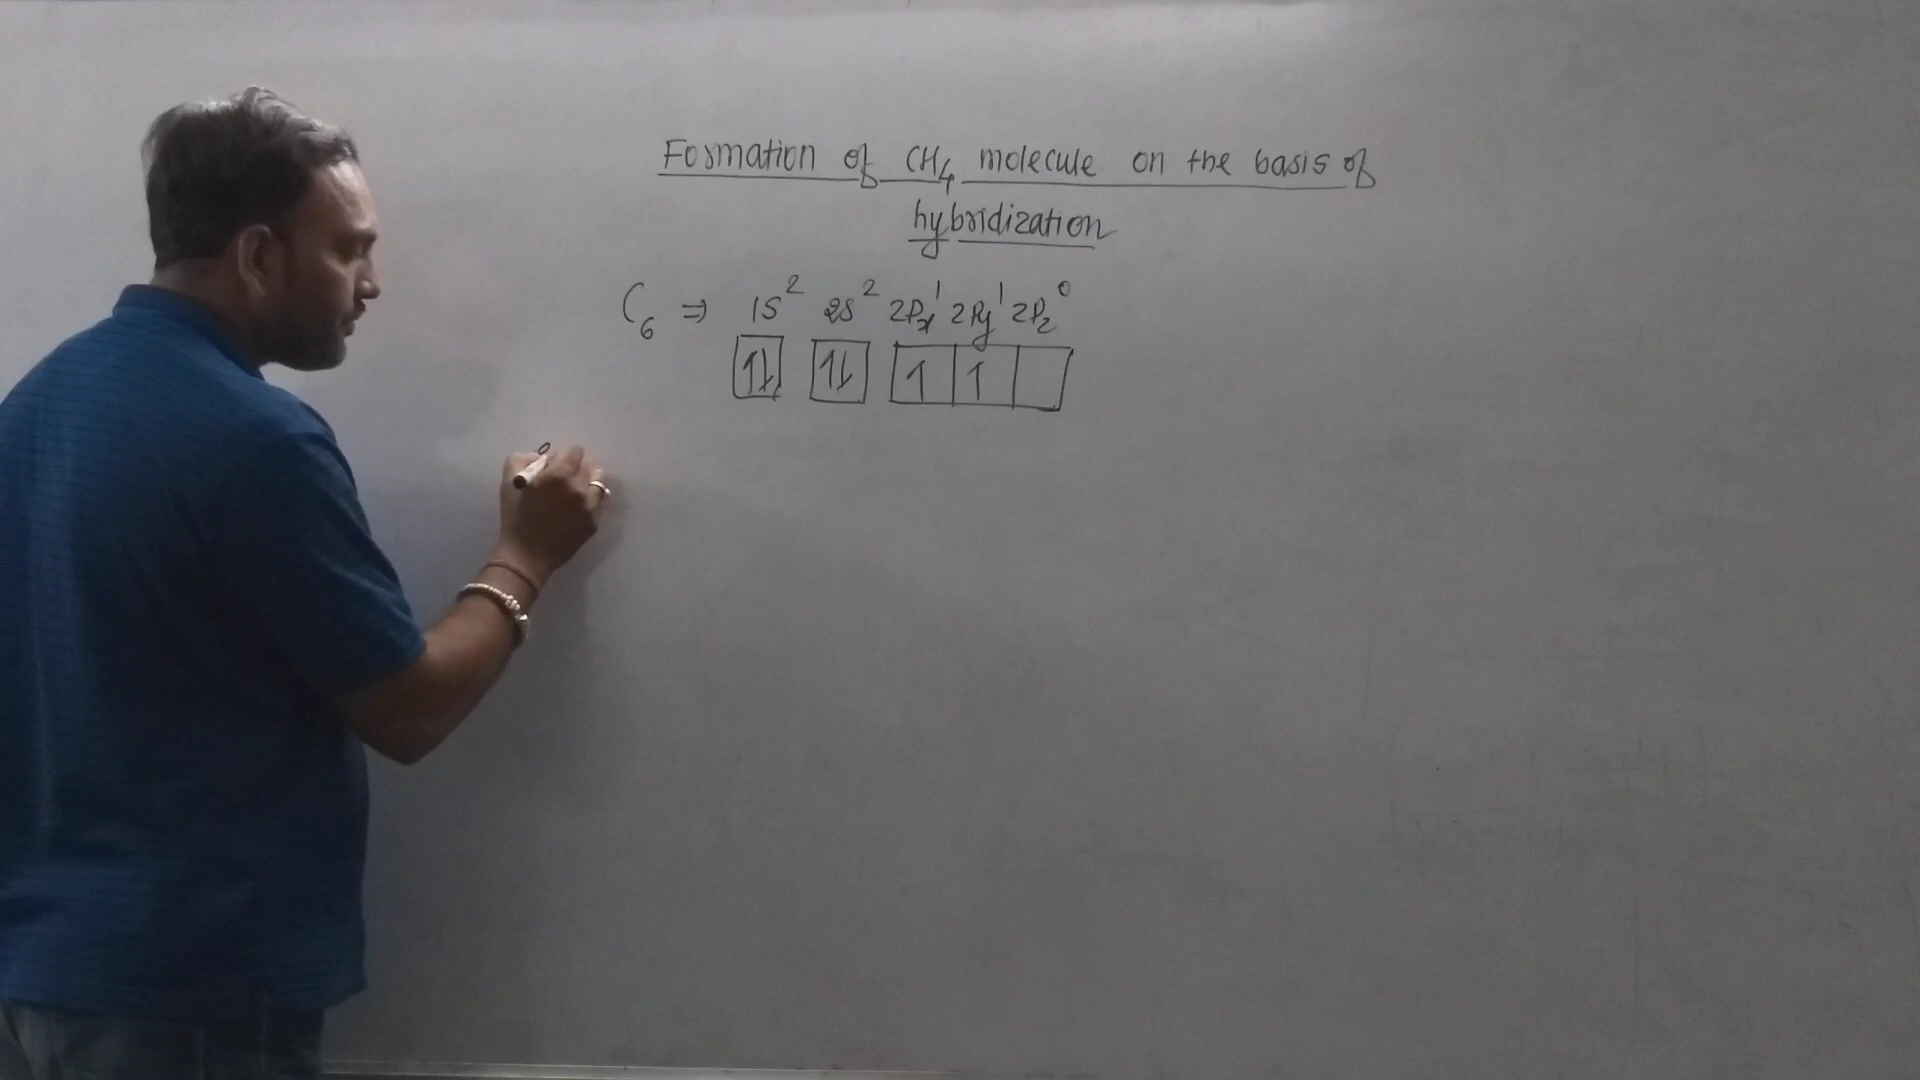 Formation of CH4 molecule on the basis of
hybridization
C6 ⇒ 1S² 2S² 2Px¹ 2Py¹ 2Pz⁰
↿⇂ ↿⇂ ↿ ↿